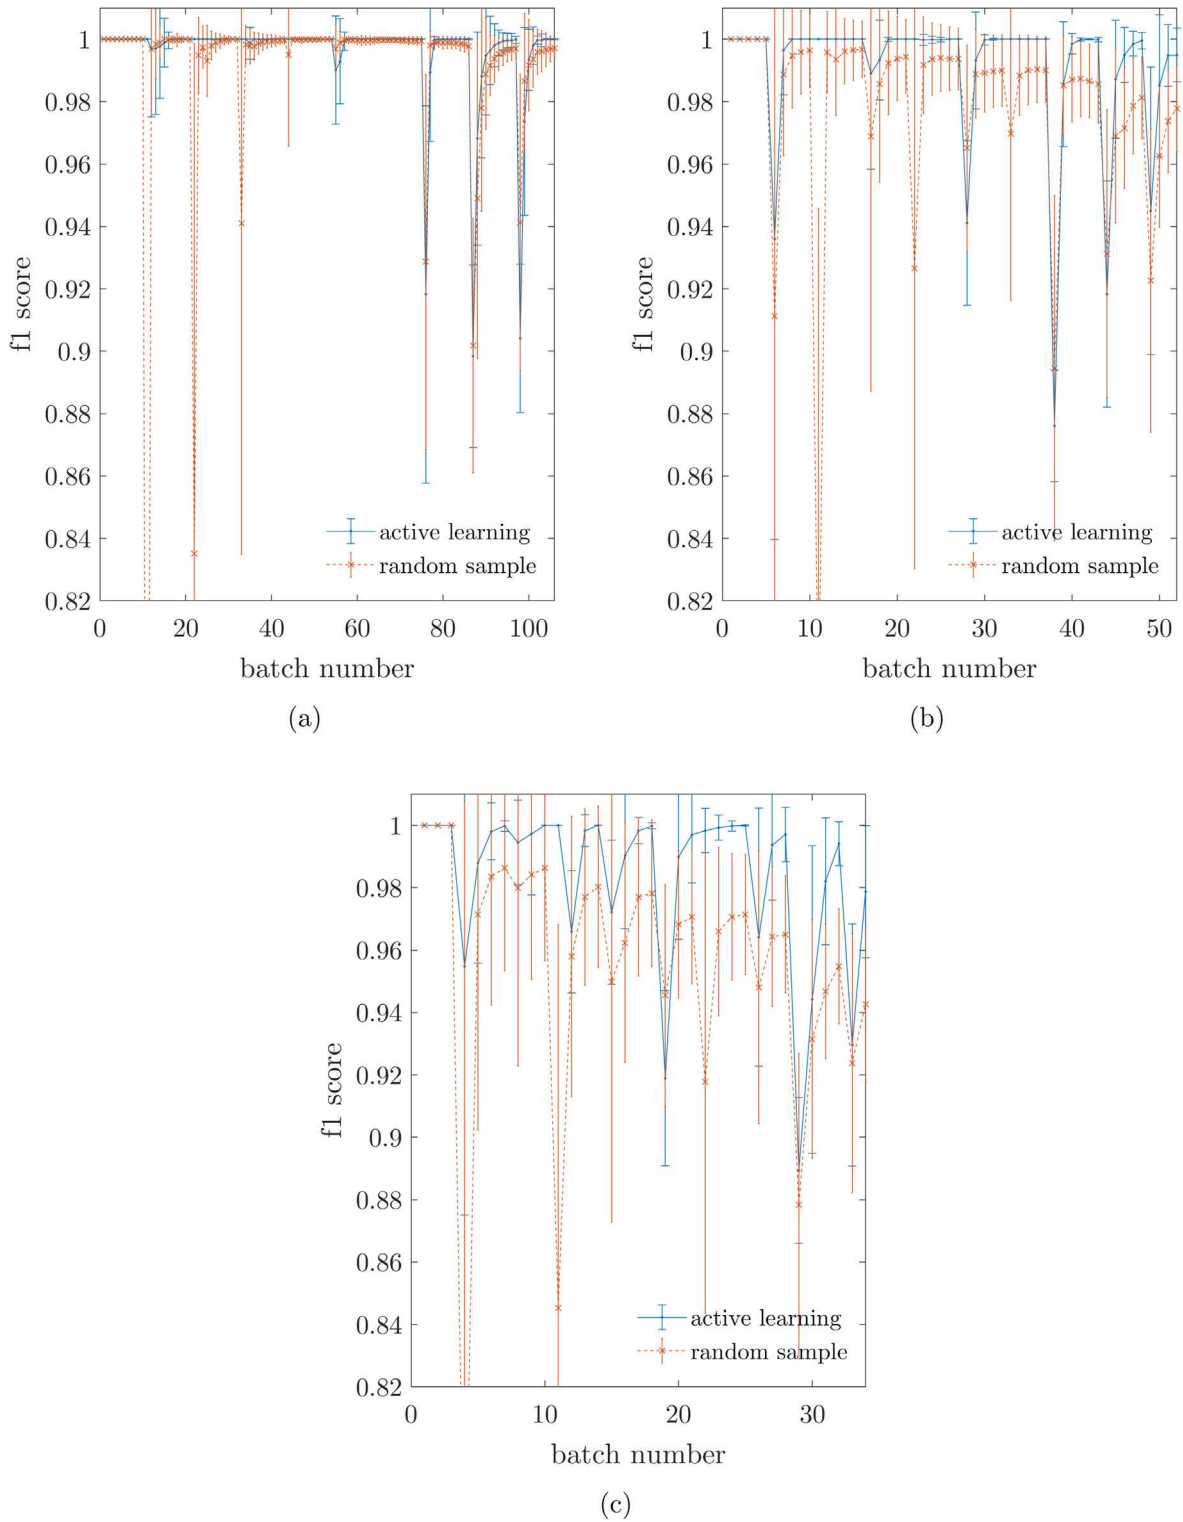 1
0.98
0.96
0.94
0.92
0.9
0.88
0.86
0.84
0.82
f1 score
active learning
random sample
0 20 40 60 80 100
batch number
(a)
1
0.98
0.96
0.94
0.92
0.9
0.88
0.86
0.84
0.82
f1 score
active learning
random sample
0 10 20 30 40 50
batch number
(b)
1
0.98
0.96
0.94
0.92
0.9
0.88
0.86
0.84
0.82
f1 score
active learning
random sample
0 10 20 30
batch number
(c)